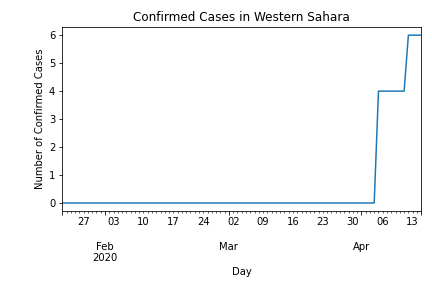 Confirmed Cases in Western Sahara
6
5
4
3
2
1
0
Number of Confirmed Cases
27 03 10 17 24 02 09 16 23 30 06 13
Feb Mar Apr
2020
Day